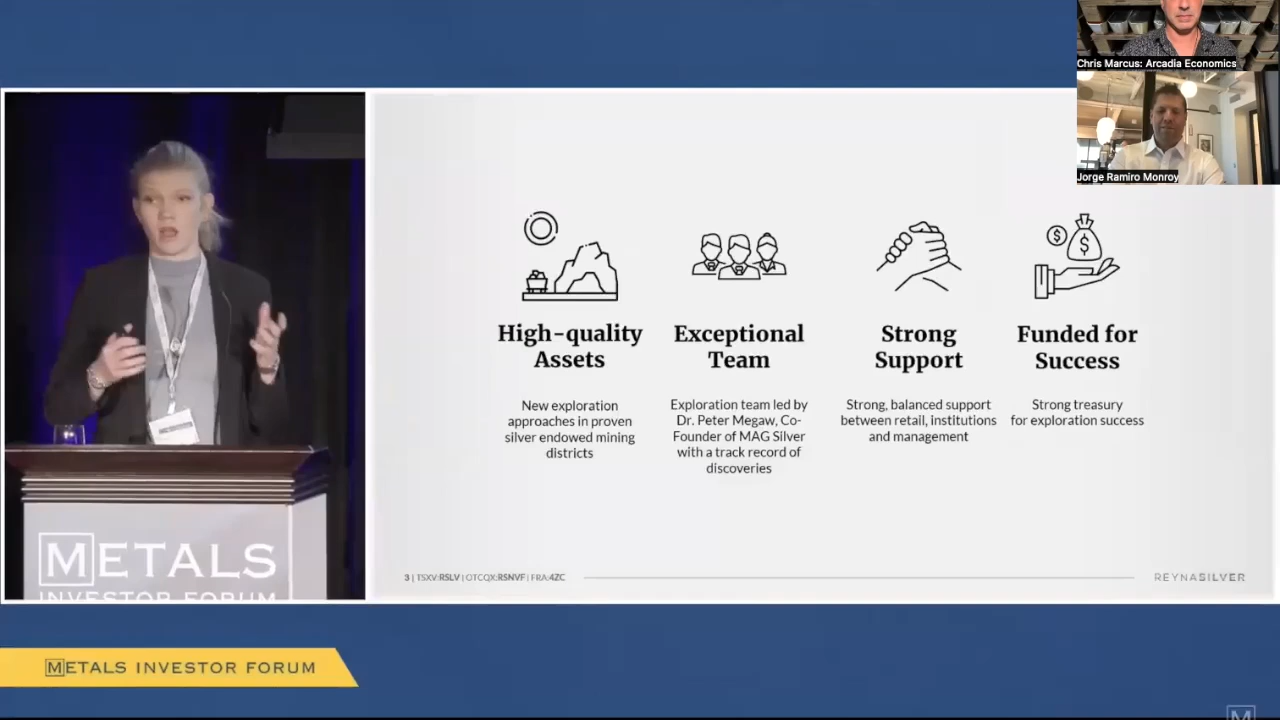 Chris Marcus: Arcadia Economics
Jorge Ramiro Monroy
High-quality
Assets
New exploration
approaches in proven
silver endowed mining
districts
Exceptional
Team
Exploration team led by
Dr. Peter Megaw, Co-
Founder of MAG Silver
with a track record of
discoveries
Strong
Support
Strong, balanced support
between retail, institutions
and management
Funded for
Success
Strong treasury
for exploration success
3 | TSXV:RSLV | OTCQX:RSNVF | FRA:4ZC
REYNASILVER
METALS
INVESTOR FORUM
METALS INVESTOR FORUM
M